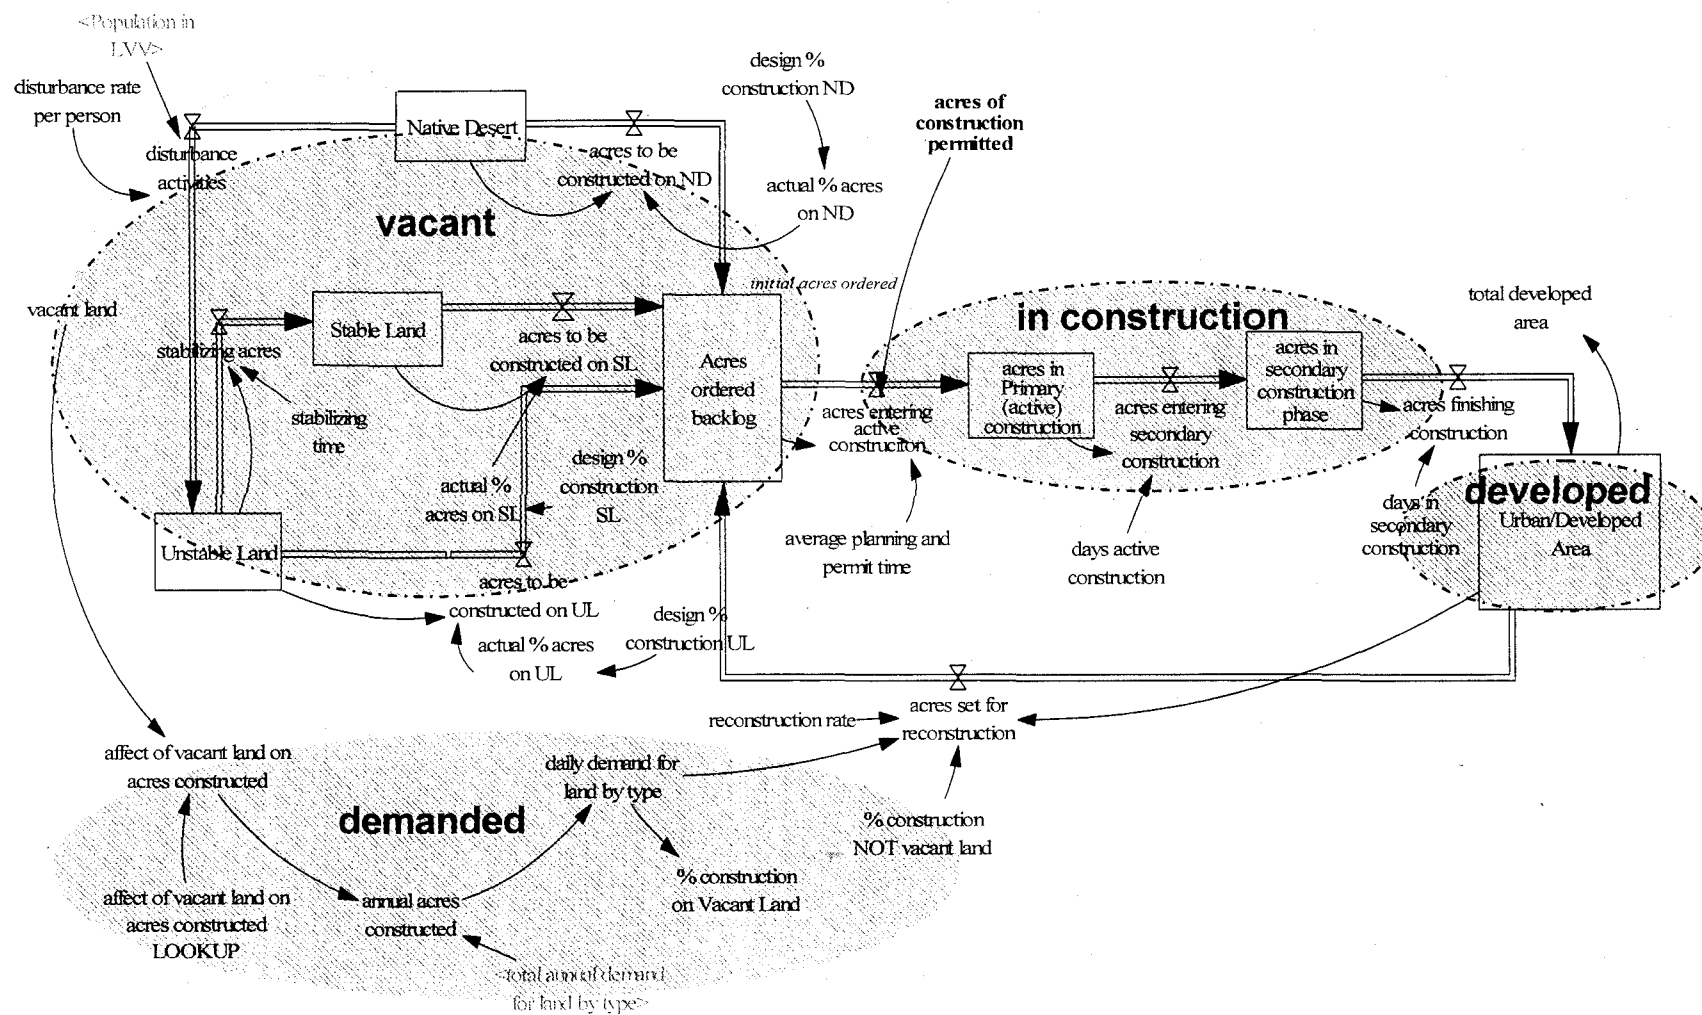 <Population in
LVV>
disturbance rate
per person
design %
construction ND
acres of
construction
permitted
Native Desert
disturbance
activities
acres to be
constructed on ND
actual % acres
on ND
vacant
initial acres ordered
vacant land
Stable Land
stabilizing acres
acres to be
constructed on SL
Acres
ordered
backlog
in construction
total developed
area
acres in
Primary
(active)
construction
acres in
secondary
construction
phase
acres entering
active
construciton
acres entering
secondary
construction
acres finishing
construction
stabilizing
time
design %
construction
SL
actual %
acres on SL
average planning and
permit time
days active
construction
days in
secondary
construction
developed
Urban/Developed
Area
Unstable Land
acres to be
constructed on UL
actual % acres
on UL
design %
construction UL
reconstruction rate
acres set for
reconstruction
affect of vacant land on
acres constructed
daily demand for
land by type
demanded
% construction
NOT vacant land
% construction
on Vacant Land
affect of vacant land on
acres constructed
LOOKUP
annual acres
constructed
<total annual demand
for land by type>